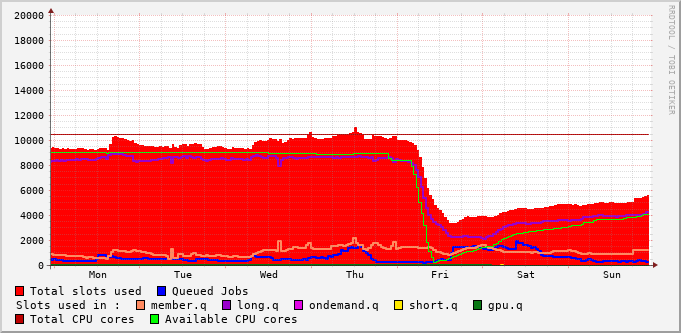 20000
18000
16000
14000
12000
10000
8000
6000
4000
2000
0
Mon Tue Wed Thu Fri Sat Sun
RRDTOOL / TOBI OETIKER
Total slots used Queued Jobs
Slots used in : member.q long.q ondemand.q short.q gpu.q
Total CPU cores Available CPU cores